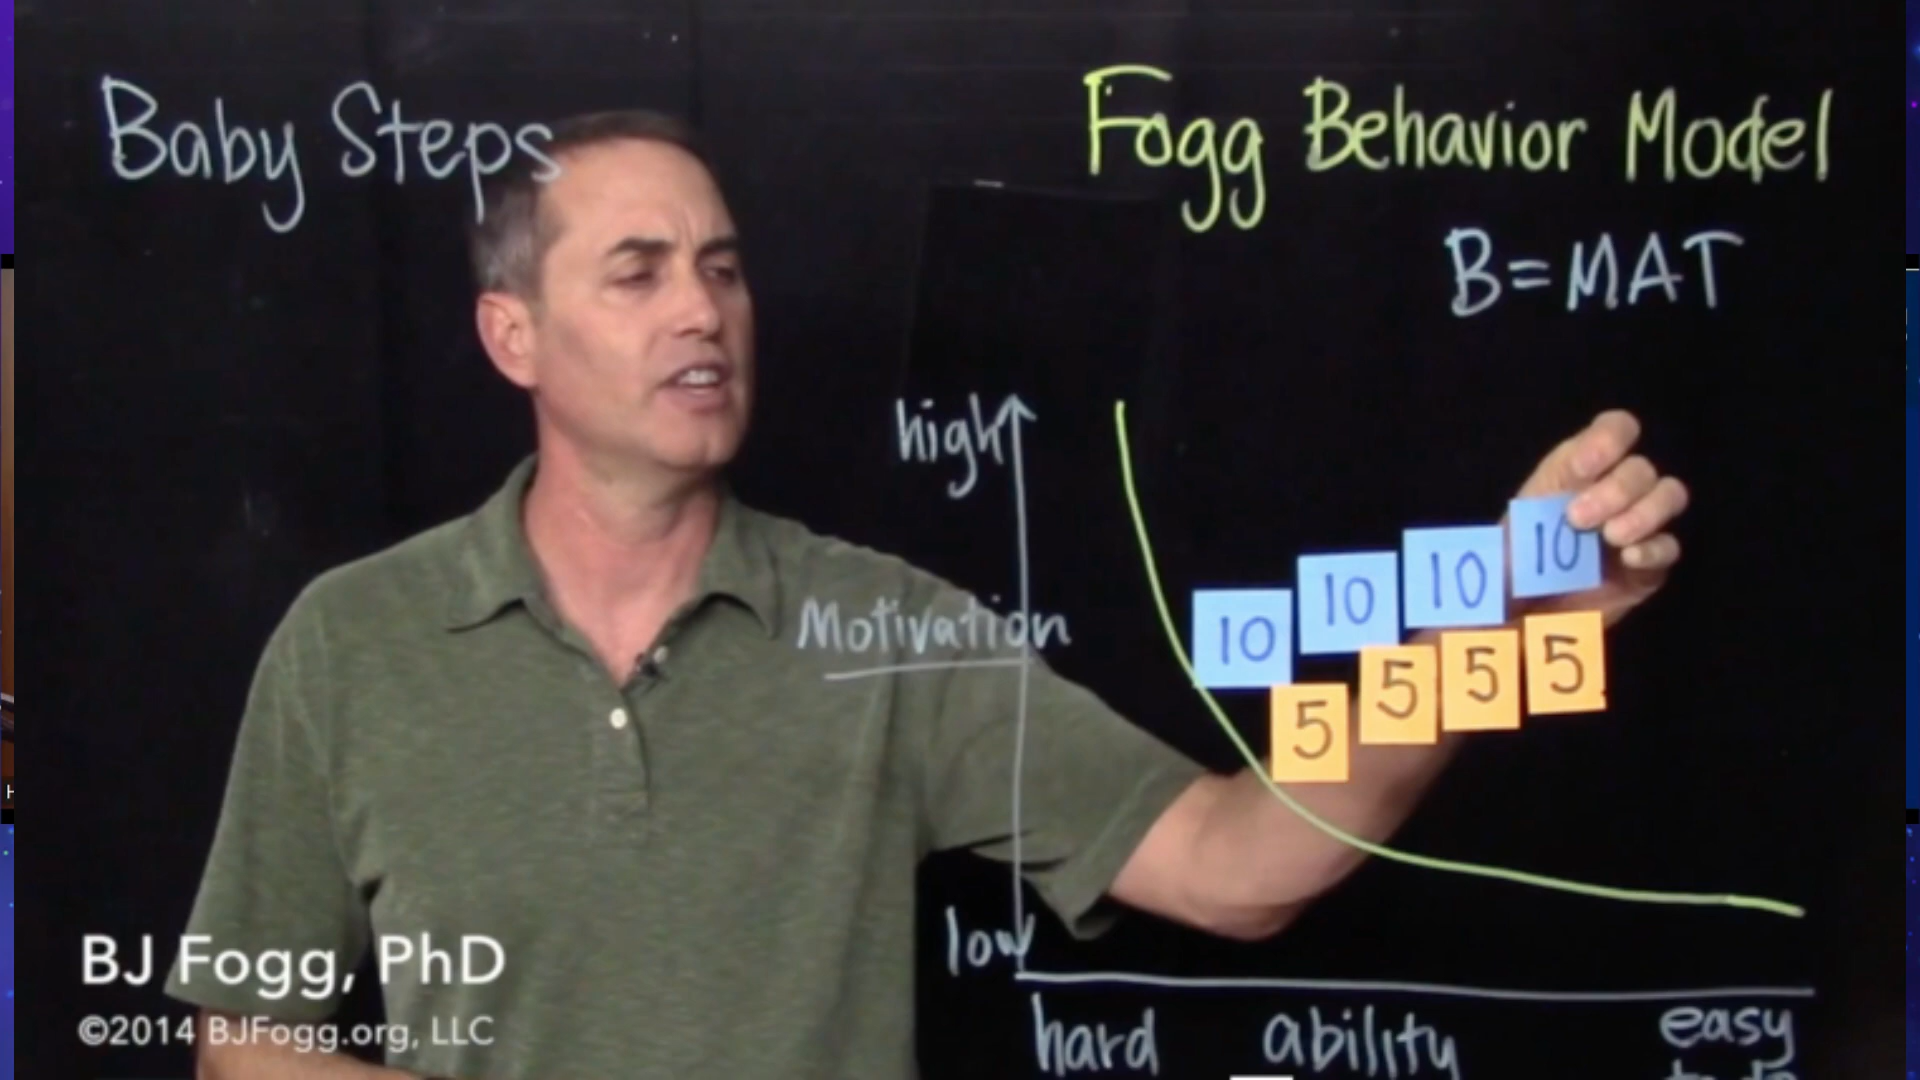 Baby Steps
Fogg Behavior Model
B=MAT
high
Motivation
10 10 10 10
5 5 5 5
low
hard ability easy
BJ Fogg, PhD
©2014 BJFogg.org, LLC
H